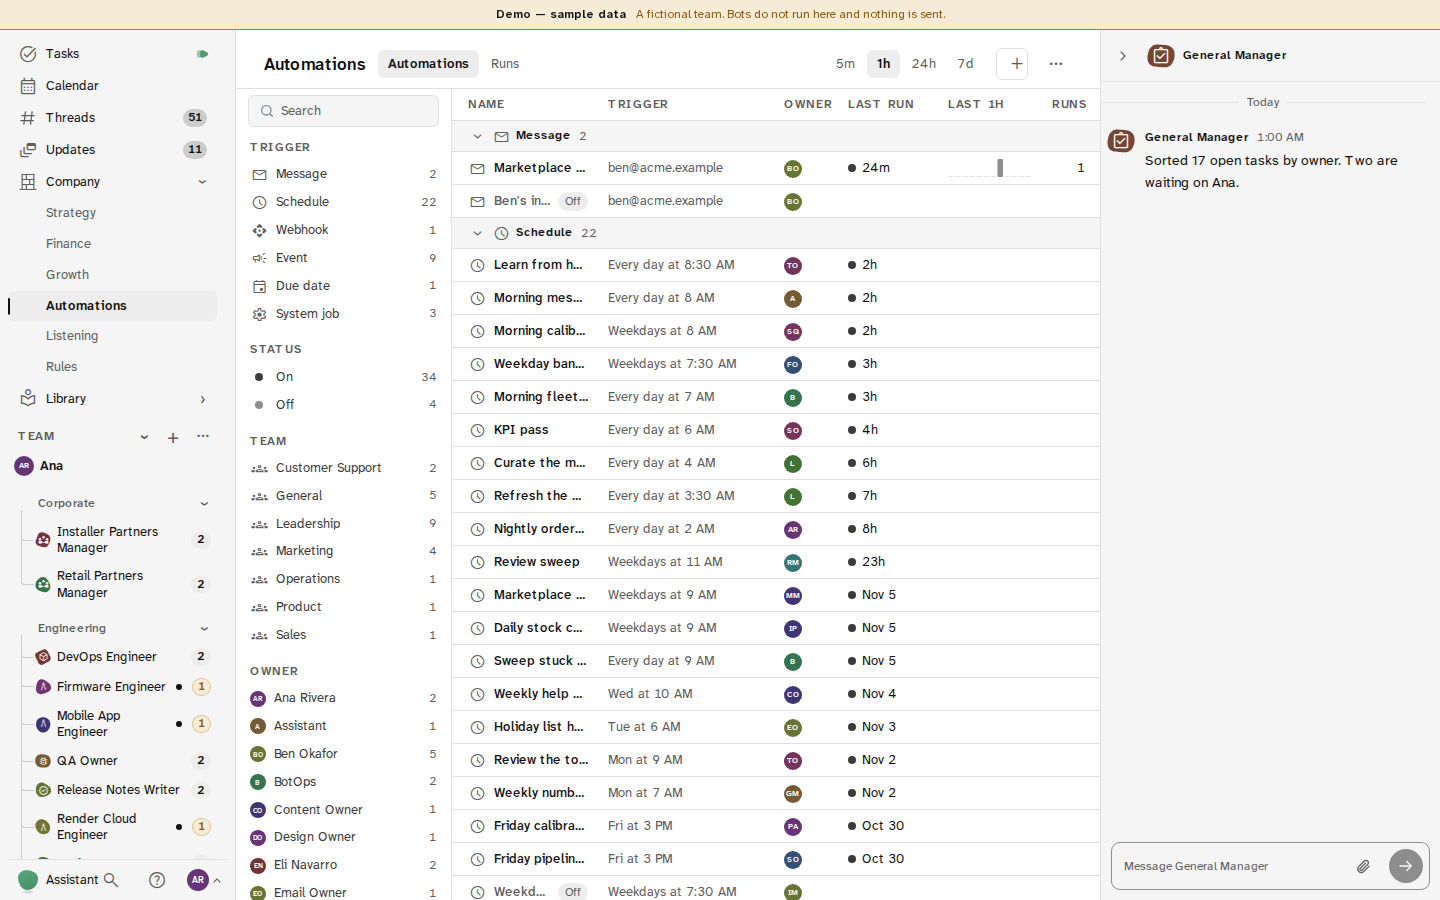 Demo — sample data A fictional team. Bots do not run here and nothing is sent.
Tasks
Calendar
Threads 51
Updates 11
Company
Strategy
Finance
Growth
Automations
Listening
Rules
Library
TEAM
AR Ana
Corporate
Installer Partners
Manager 2
Retail Partners
Manager 2
Engineering
DevOps Engineer 2
Firmware Engineer 1
Mobile App
Engineer 1
QA Owner 2
Release Notes Writer 2
Render Cloud
Engineer 1
Assistant AR
Automations Automations Runs 5m 1h 24h 7d
Search
TRIGGER
Message 2
Schedule 22
Webhook 1
Event 9
Due date 1
System job 3
STATUS
On 34
Off 4
TEAM
Customer Support 2
General 5
Leadership 9
Marketing 4
Operations 1
Product 1
Sales 1
OWNER
AR Ana Rivera 2
A Assistant 1
BO Ben Okafor 5
B BotOps 2
CO Content Owner 1
DO Design Owner 1
EN Eli Navarro 2
EO Email Owner 1
NAME TRIGGER OWNER LAST RUN LAST 1H RUNS
Message 2
Marketplace ... ben@acme.example BO 24m 1
Ben's in... Off ben@acme.example BO
Schedule 22
Learn from h... Every day at 8:30 AM TO 2h
Morning mes... Every day at 8 AM A 2h
Morning calib... Weekdays at 8 AM SG 2h
Weekday ban... Weekdays at 7:30 AM FO 3h
Morning fleet... Every day at 7 AM B 3h
KPI pass Every day at 6 AM SO 4h
Curate the m... Every day at 4 AM L 6h
Refresh the ... Every day at 3:30 AM L 7h
Nightly order... Every day at 2 AM AR 8h
Review sweep Weekdays at 11 AM RM 23h
Marketplace ... Weekdays at 9 AM MM Nov 5
Daily stock c... Weekdays at 9 AM IP Nov 5
Sweep stuck ... Every day at 9 AM B Nov 5
Weekly help ... Wed at 10 AM CO Nov 4
Holiday list h... Tue at 6 AM EO Nov 3
Review the to... Mon at 9 AM TO Nov 2
Weekly numb... Mon at 7 AM GM Nov 2
Friday calibra... Fri at 3 PM PA Oct 30
Friday pipelin... Fri at 3 PM SO Oct 30
Weekd... Off Weekdays at 7:30 AM IM
General Manager
Today
General Manager 1:00 AM
Sorted 17 open tasks by owner. Two are
waiting on Ana.
Message General Manager